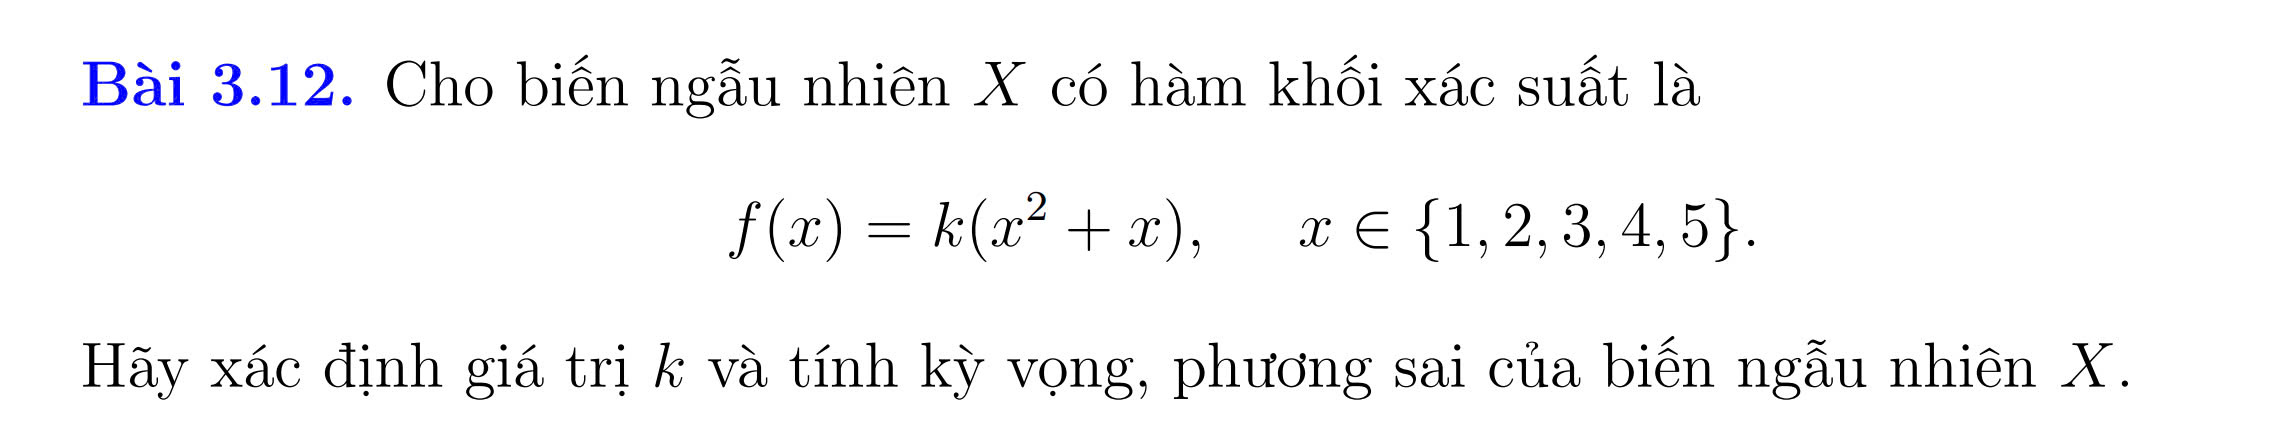 Bài 3.12. Cho biến ngẫu nhiên X có hàm khối xác suất là
f(x) = k(x² + x), x ∈ {1, 2, 3, 4, 5}.
Hãy xác định giá trị k và tính kỳ vọng, phương sai của biến ngẫu nhiên X.